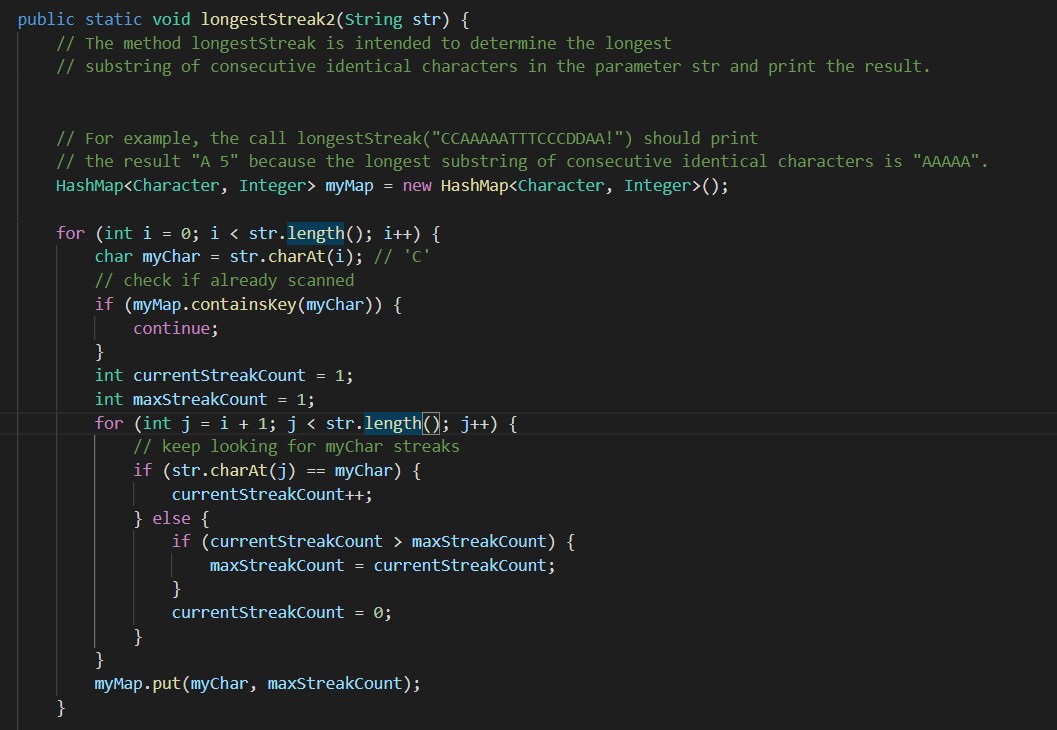 public static void longestStreak2(String str) {
// The method longestStreak is intended to determine the longest
// substring of consecutive identical characters in the parameter str and print the result.
// For example, the call longestStreak("CCAAAAATTTCCCDDAA!") should print
// the result "A 5" because the longest substring of consecutive identical characters is "AAAAA".
HashMap<Character, Integer> myMap = new HashMap<Character, Integer>();
for (int i = 0; i < str.length(); i++) {
char myChar = str.charAt(i); // 'C'
// check if already scanned
if (myMap.containsKey(myChar)) {
continue;
}
int currentStreakCount = 1;
int maxStreakCount = 1;
for (int j = i + 1; j < str.length(); j++) {
// keep looking for myChar streaks
if (str.charAt(j) == myChar) {
currentStreakCount++;
} else {
if (currentStreakCount > maxStreakCount) {
maxStreakCount = currentStreakCount;
}
currentStreakCount = 0;
}
}
myMap.put(myChar, maxStreakCount);
}